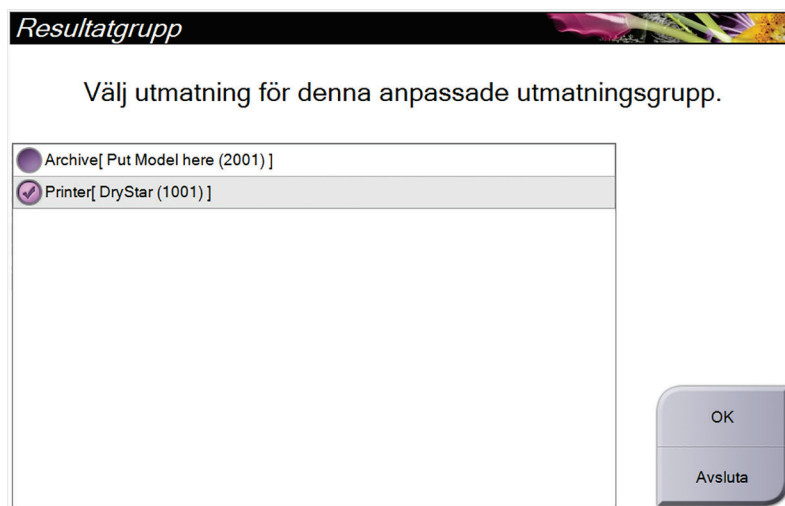 Resultatgrupp
Välj utmatning för denna anpassade utmatningsgrupp.
Archive[ Put Model here (2001) ]
Printer[ DryStar (1001) ]
OK
Avsluta